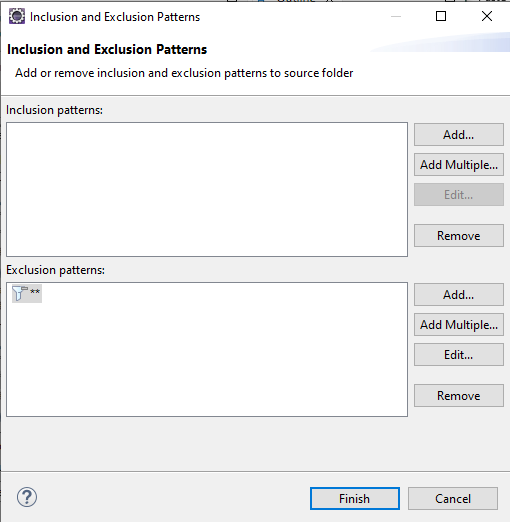 Inclusion and Exclusion Patterns
Inclusion and Exclusion Patterns
Add or remove inclusion and exclusion patterns to source folder
Inclusion patterns:
Add...
Add Multiple...
Edit...
Remove
Exclusion patterns:
**
Add...
Add Multiple...
Edit...
Remove
?
Finish
Cancel